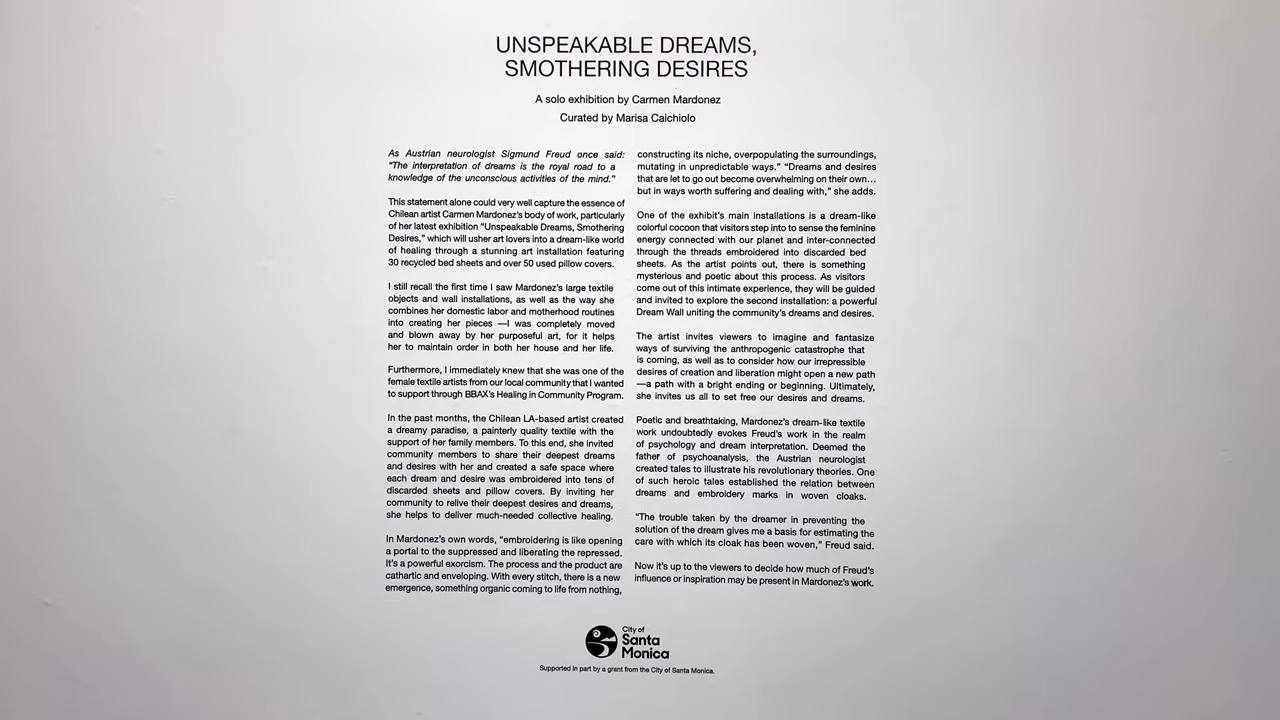 UNSPEAKABLE DREAMS,
SMOTHERING DESIRES
A solo exhibition by Carmen Mardonez
Curated by Marisa Caichiolo
As Austrian neurologist Sigmund Freud once said:
“The interpretation of dreams is the royal road to a
knowledge of the unconscious activities of the mind.”
This statement alone could very well capture the essence of
Chilean artist Carmen Mardonez’s body of work, particularly
of her latest exhibition “Unspeakable Dreams, Smothering
Desires,” which will usher art lovers into a dream-like world
of healing through a stunning art installation featuring
30 recycled bed sheets and over 50 used pillow covers.
I still recall the first time I saw Mardonez’s large textile
objects and wall installations, as well as the way she
combines her domestic labor and motherhood routines
into creating her pieces —I was completely moved
and blown away by her purposeful art, for it helps
her to maintain order in both her house and her life.
Furthermore, I immediately knew that she was one of the
female textile artists from our local community that I wanted
to support through BBAX’s Healing in Community Program.
In the past months, the Chilean LA-based artist created
a dreamy paradise, a painterly quality textile with the
support of her family members. To this end, she invited
community members to share their deepest dreams
and desires with her and created a safe space where
each dream and desire was embroidered into tens of
discarded sheets and pillow covers. By inviting her
community to relive their deepest desires and dreams,
she helps to deliver much-needed collective healing.
In Mardonez’s own words, “embroidering is like opening
a portal to the suppressed and liberating the repressed.
It’s a powerful exorcism. The process and the product are
cathartic and enveloping. With every stitch, there is a new
emergence, something organic coming to life from nothing,
constructing its niche, overpopulating the surroundings,
mutating in unpredictable ways.” “Dreams and desires
that are let to go out become overwhelming on their own…
but in ways worth suffering and dealing with,” she adds.
One of the exhibit’s main installations is a dream-like
colorful cocoon that visitors step into to sense the feminine
energy connected with our planet and inter-connected
through the threads embroidered into discarded bed
sheets. As the artist points out, there is something
mysterious and poetic about this process. As visitors
come out of this intimate experience, they will be guided
and invited to explore the second installation: a powerful
Dream Wall uniting the community’s dreams and desires.
The artist invites viewers to imagine and fantasize
ways of surviving the anthropogenic catastrophe that
is coming, as well as to consider how our irrepressible
desires of creation and liberation might open a new path
—a path with a bright ending or beginning. Ultimately,
she invites us all to set free our desires and dreams.
Poetic and breathtaking, Mardonez’s dream-like textile
work undoubtedly evokes Freud’s work in the realm
of psychology and dream interpretation. Deemed the
father of psychoanalysis, the Austrian neurologist
created tales to illustrate his revolutionary theories. One
of such heroic tales established the relation between
dreams and embroidery marks in woven cloaks.
“The trouble taken by the dreamer in preventing the
solution of the dream gives me a basis for estimating the
care with which its cloak has been woven,” Freud said.
Now it’s up to the viewers to decide how much of Freud’s
influence or inspiration may be present in Mardonez’s work.
City of
Santa
Monica
Supported in part by a grant from the City of Santa Monica.